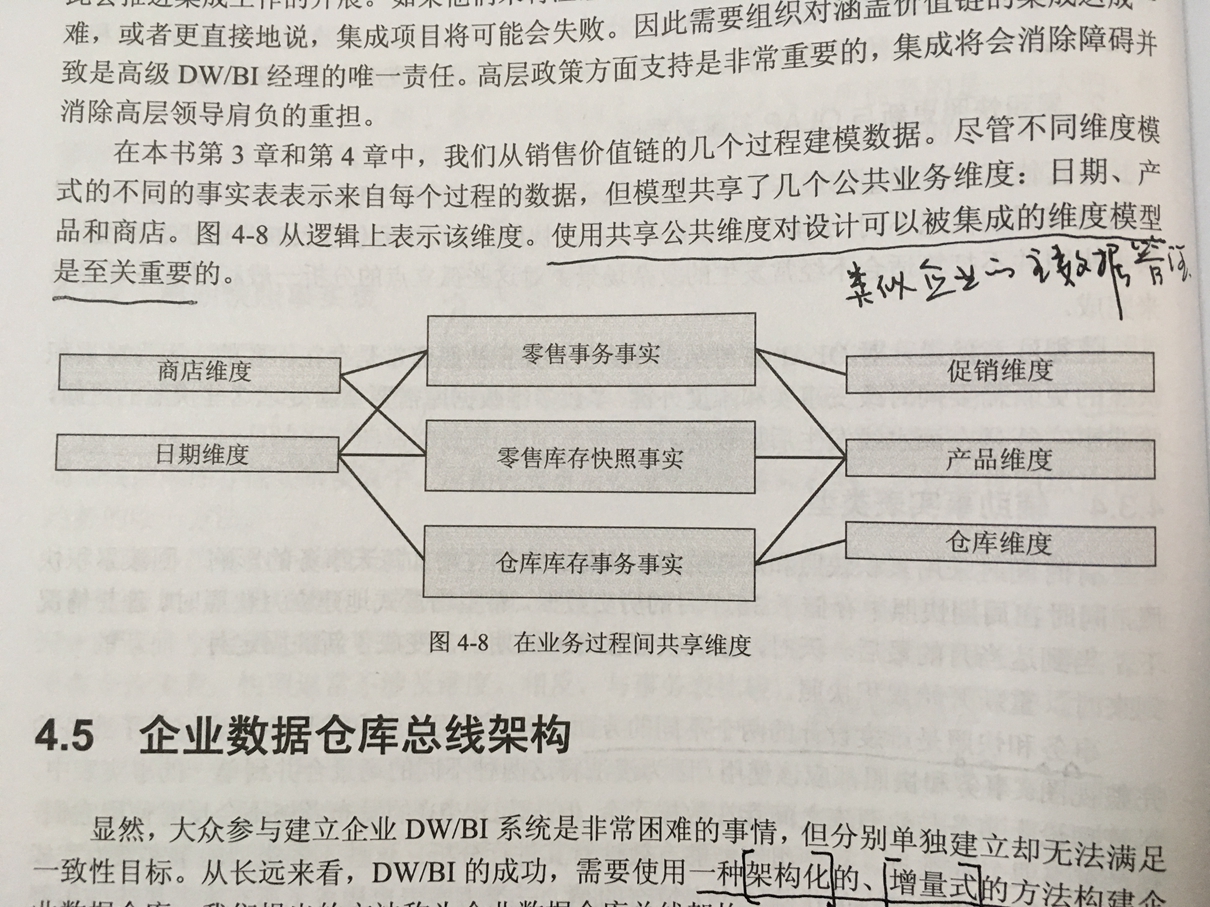 难，或者更直接地说，集成项目将可能会失败。因此需要组织对涵盖价值链的集成达成一
致是高级 DW/BI 经理的唯一责任。高层政策方面支持是非常重要的，集成将会消除障碍并
消除高层领导肩负的重担。
在本书第 3 章和第 4 章中，我们从销售价值链的几个过程建模数据。尽管不同维度模
式的不同的事实表表示来自每个过程的数据，但模型共享了几个公共业务维度：日期、产
品和商店。图 4-8 从逻辑上表示该维度。使用共享公共维度对设计可以被集成的维度模型
是至关重要的。
类似企业的主数据管理
商店维度
零售事务事实
促销维度
日期维度
零售库存快照事实
产品维度
仓库库存事务事实
仓库维度
图 4-8 在业务过程间共享维度
4.5 企业数据仓库总线架构
显然，大众参与建立企业 DW/BI 系统是非常困难的事情，但分别单独建立却无法满足
一致性目标。从长远来看，DW/BI 的成功，需要使用一种架构化的、增量式的方法构建企